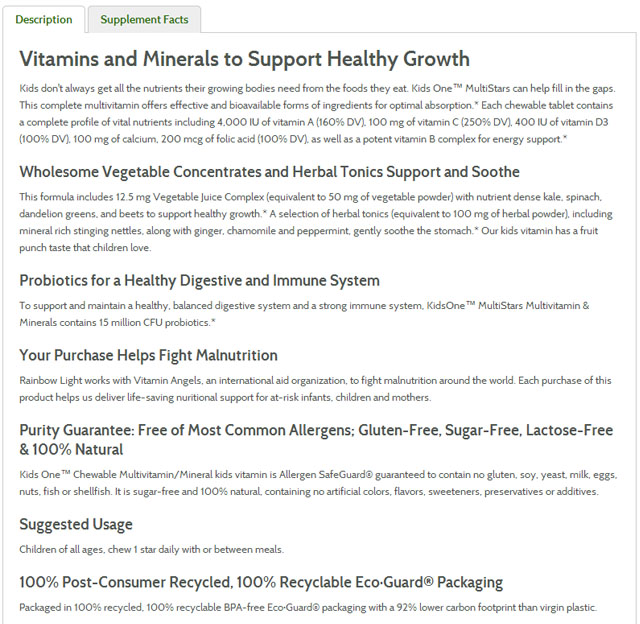 Description
Supplement Facts
Vitamins and Minerals to Support Healthy Growth
Kids don't always get all the nutrients their growing bodies need from the foods they eat. Kids One™ MultiStars can help fill in the gaps.
This complete multivitamin offers effective and bioavailable forms of ingredients for optimal absorption.* Each chewable tablet contains
a complete profile of vital nutrients including 4,000 IU of vitamin A (160% DV), 100 mg of vitamin C (250% DV), 400 IU of vitamin D3
(100% DV), 100 mg of calcium, 200 mcg of folic acid (100% DV), as well as a potent vitamin B complex for energy support.*
Wholesome Vegetable Concentrates and Herbal Tonics Support and Soothe
This formula includes 12.5 mg Vegetable Juice Complex (equivalent to 50 mg of vegetable powder) with nutrient dense kale, spinach,
dandelion greens, and beets to support healthy growth.* A selection of herbal tonics (equivalent to 100 mg of herbal powder), including
mineral rich stinging nettles, along with ginger, chamomile and peppermint, gently soothe the stomach.* Our kids vitamin has a fruit
punch taste that children love.
Probiotics for a Healthy Digestive and Immune System
To support and maintain a healthy, balanced digestive system and a strong immune system, KidsOne™ MultiStars Multivitamin &
Minerals contains 15 million CFU probiotics.*
Your Purchase Helps Fight Malnutrition
Rainbow Light works with Vitamin Angels, an international aid organization, to fight malnutrition around the world. Each purchase of this
product helps us deliver life-saving nuritional support for at-risk infants, children and mothers.
Purity Guarantee: Free of Most Common Allergens; Gluten-Free, Sugar-Free, Lactose-Free
& 100% Natural
Kids One™ Chewable Multivitamin/Mineral kids vitamin is Allergen SafeGuard® guaranteed to contain no gluten, soy, yeast, milk, eggs,
nuts, fish or shellfish. It is sugar-free and 100% natural, containing no artificial colors, flavors, sweeteners, preservatives or additives.
Suggested Usage
Children of all ages, chew 1 star daily with or between meals.
100% Post-Consumer Recycled, 100% Recyclable Eco·Guard® Packaging
Packaged in 100% recycled, 100% recyclable BPA-free Eco·Guard® packaging with a 92% lower carbon footprint than virgin plastic.